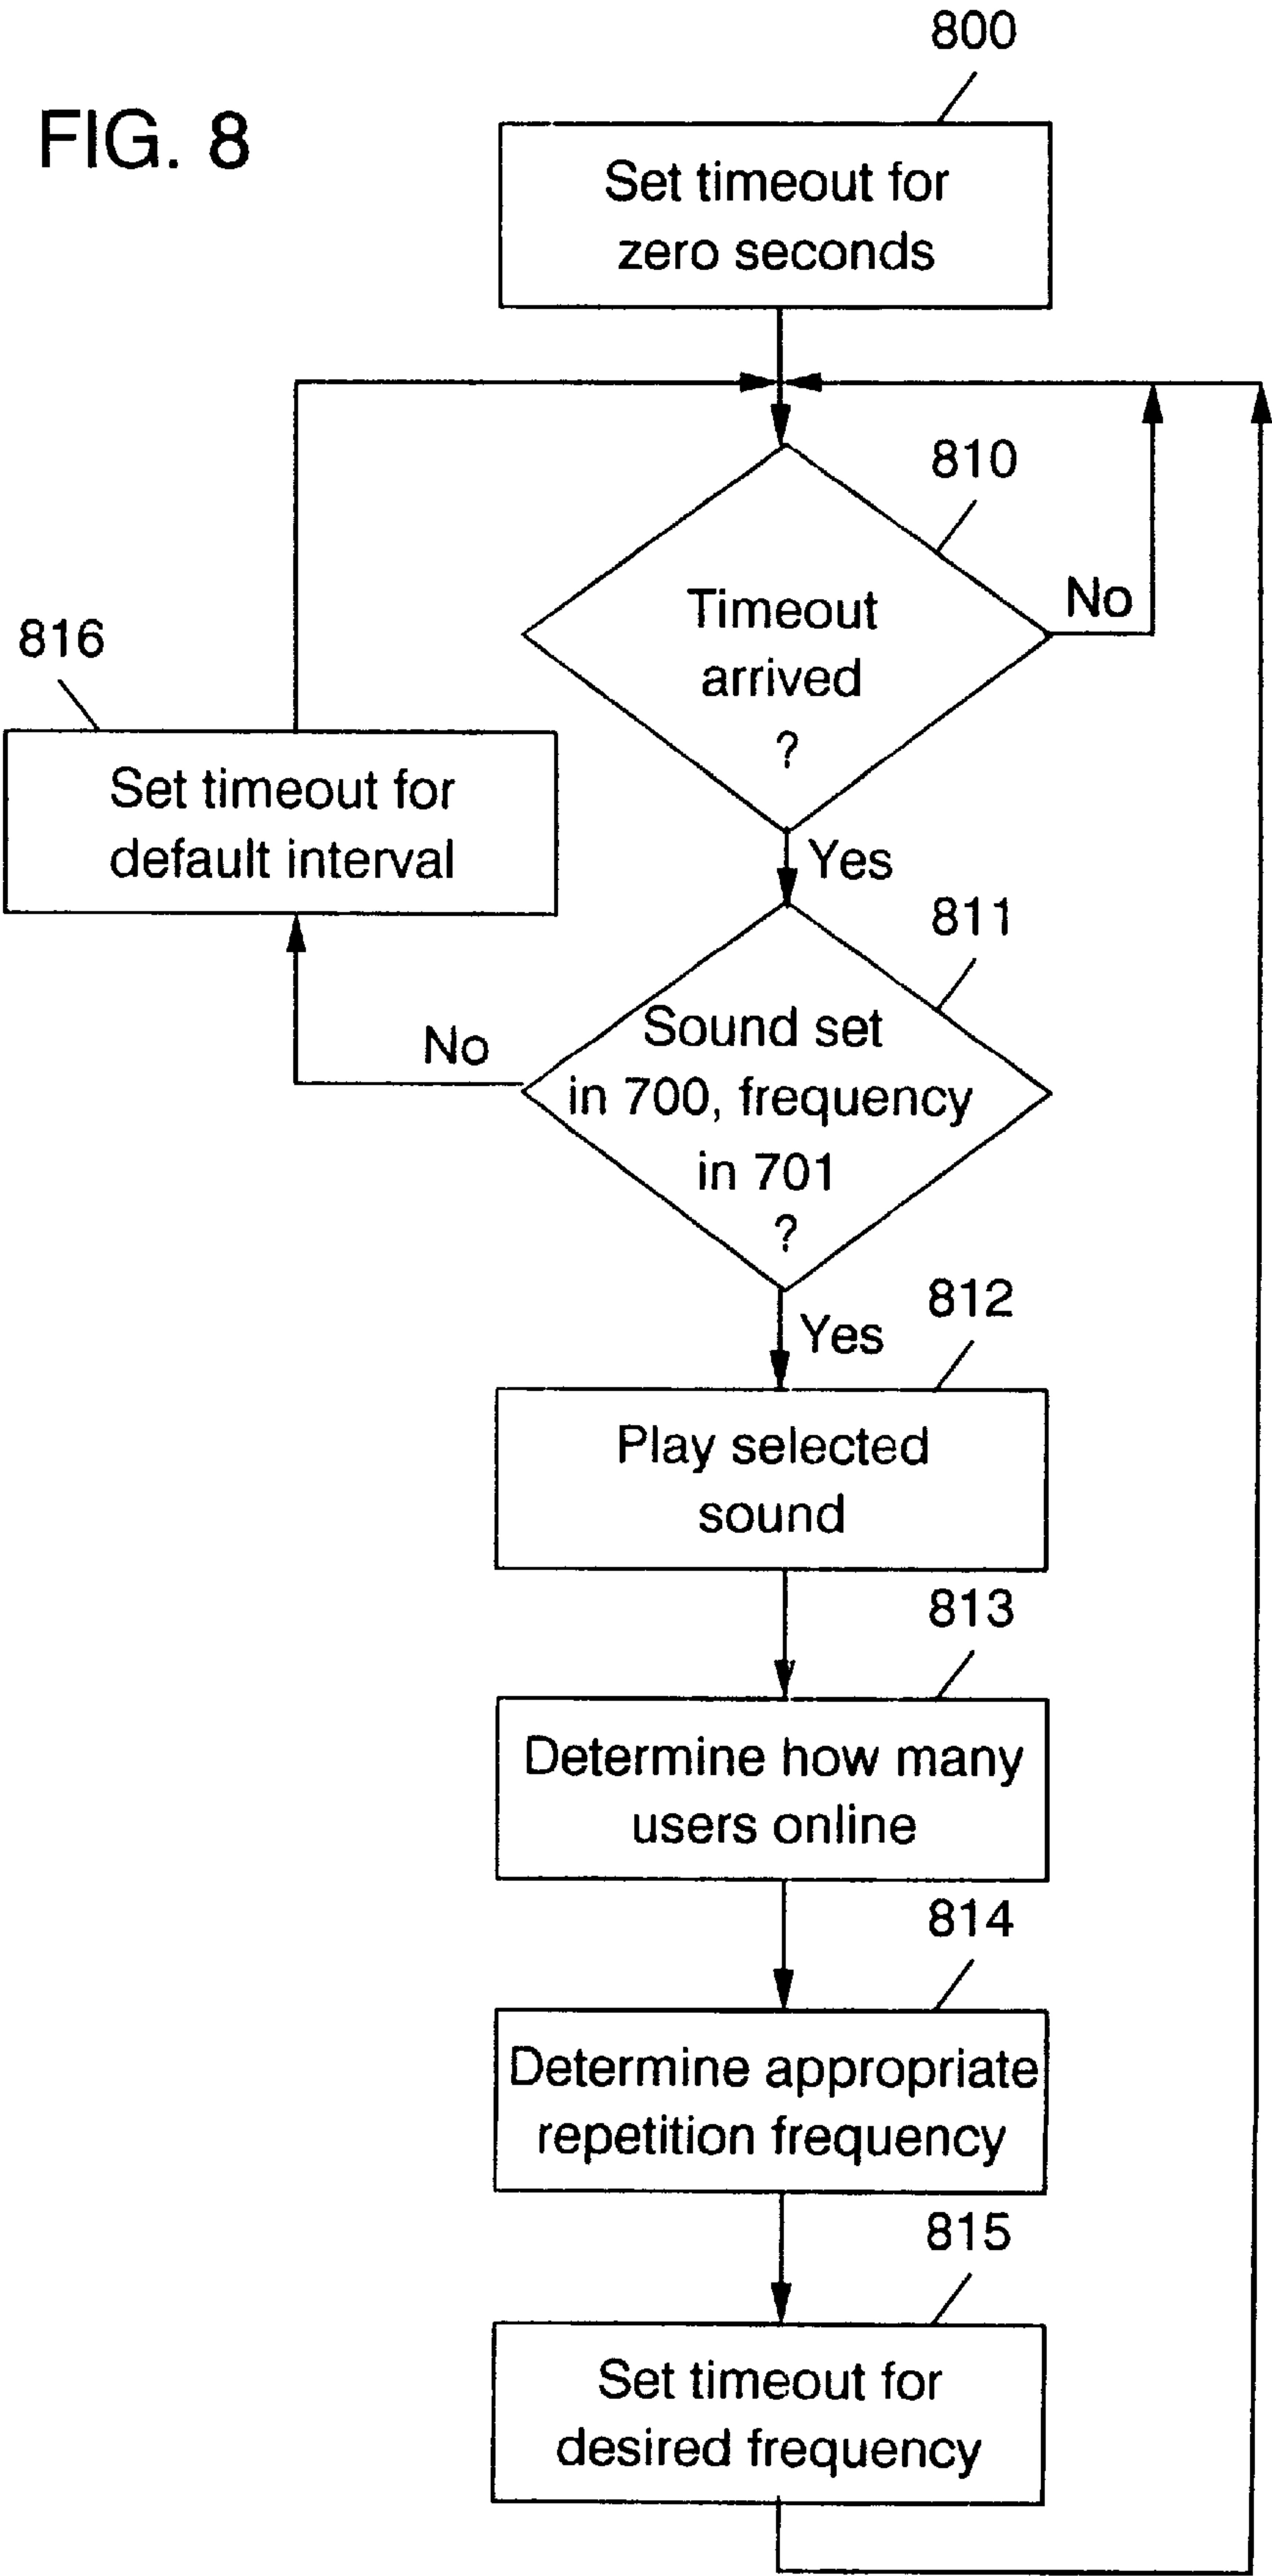 FIG. 8
800
Set timeout for
zero seconds
810
Timeout
arrived
?
No
816
Set timeout for
default interval
Yes
811
Sound set
in 700, frequency
in 701
?
No
Yes
812
Play selected
sound
813
Determine how many
users online
814
Determine appropriate
repetition frequency
815
Set timeout for
desired frequency